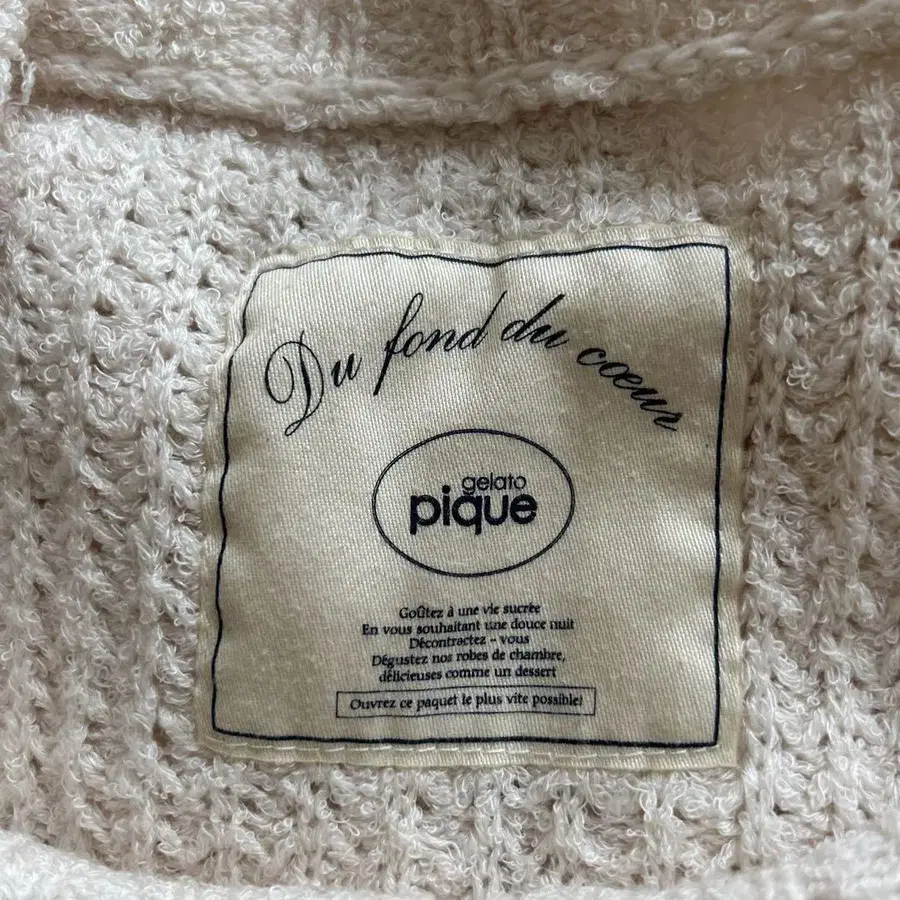 Du fond du cœur
gelato
pique
Goûtez à une vie sucrée
En vous souhaitant une douce nuit
Décontractez - vous
Dégustez nos robes de chambre,
délicieuses comme un dessert
Ouvrez ce paquet le plus vite possible!